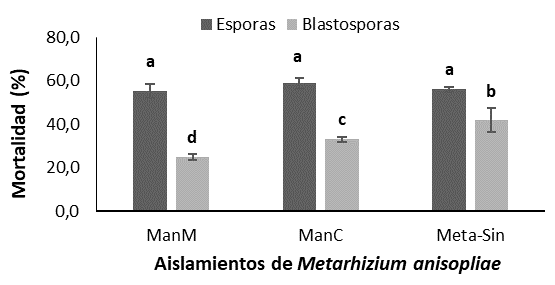 Esporas Blastosporas
Mortalidad (%)
80,0
60,0
40,0
20,0
0,0
a a a
d c b
ManM ManC Meta-Sin
Aislamientos de Metarhizium anisopliae